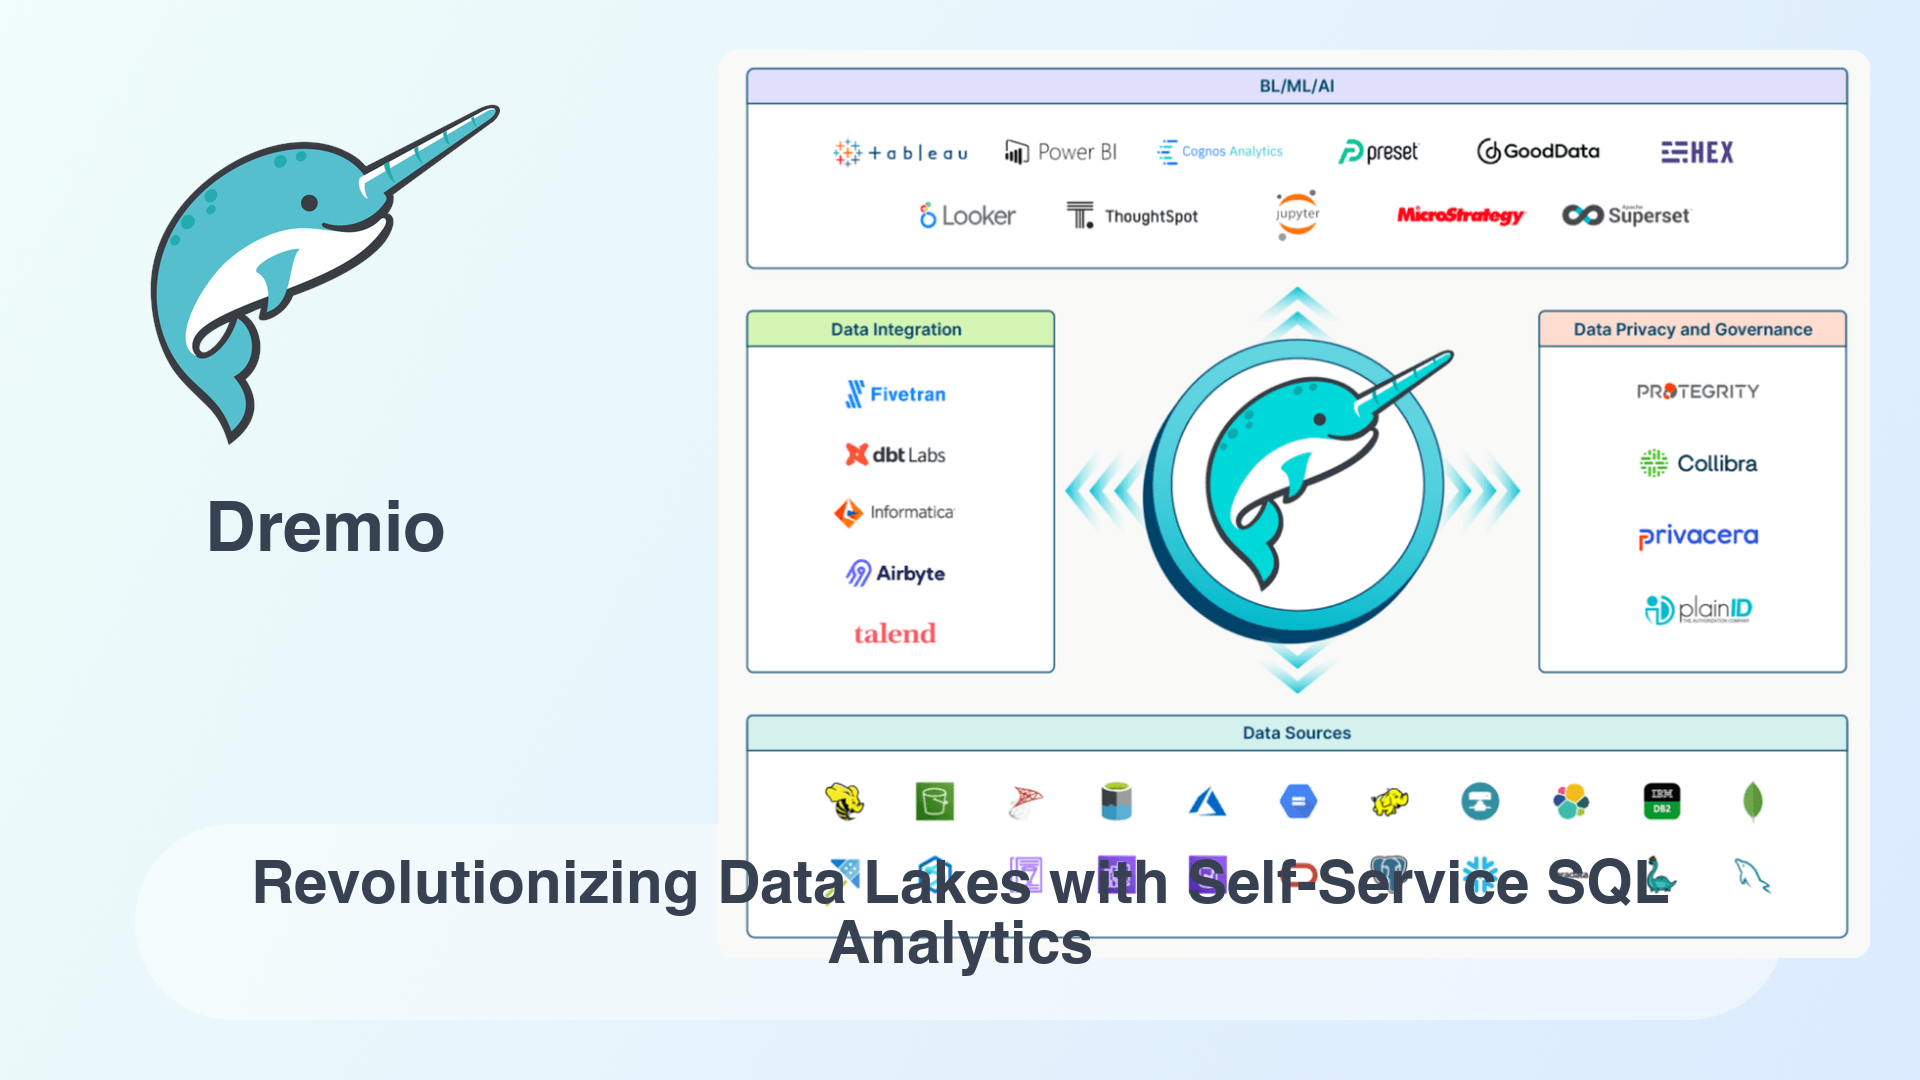 Dremio
BL/ML/AI
+ableau
Power BI
Cognos Analytics
preset
GoodData
HEX
Looker
ThoughtSpot
jupyter
MicroStrategy
Apache
Superset
Data Integration
Fivetran
dbt Labs
Informatica
Airbyte
talend
Data Privacy and Governance
PROTEGRITY
Collibra
privacera
plainID
THE AUTHORIZATION COMPANY
Data Sources
IBM
DB2
Revolutionizing Data Lakes with Self-Service SQL
Analytics